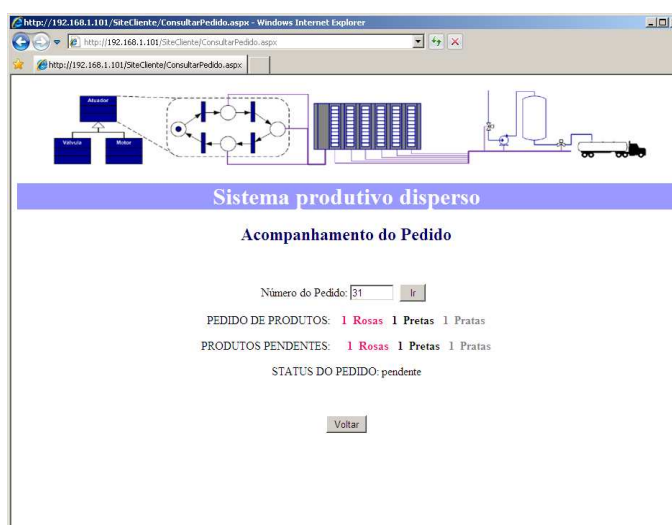 http://192.168.1.101/SiteCliente/ConsultarPedido.aspx - Windows Internet Explorer
http://192.168.1.101/SiteCliente/ConsultarPedido.aspx
http://192.168.1.101/SiteCliente/ConsultarPedido.aspx
Atuador
Válvula Motor
Sistema produtivo disperso
Acompanhamento do Pedido
Número do Pedido: 31 Ir
PEDIDO DE PRODUTOS: 1 Rosas 1 Pretas 1 Pratas
PRODUTOS PENDENTES: 1 Rosas 1 Pretas 1 Pratas
STATUS DO PEDIDO: pendente
Voltar